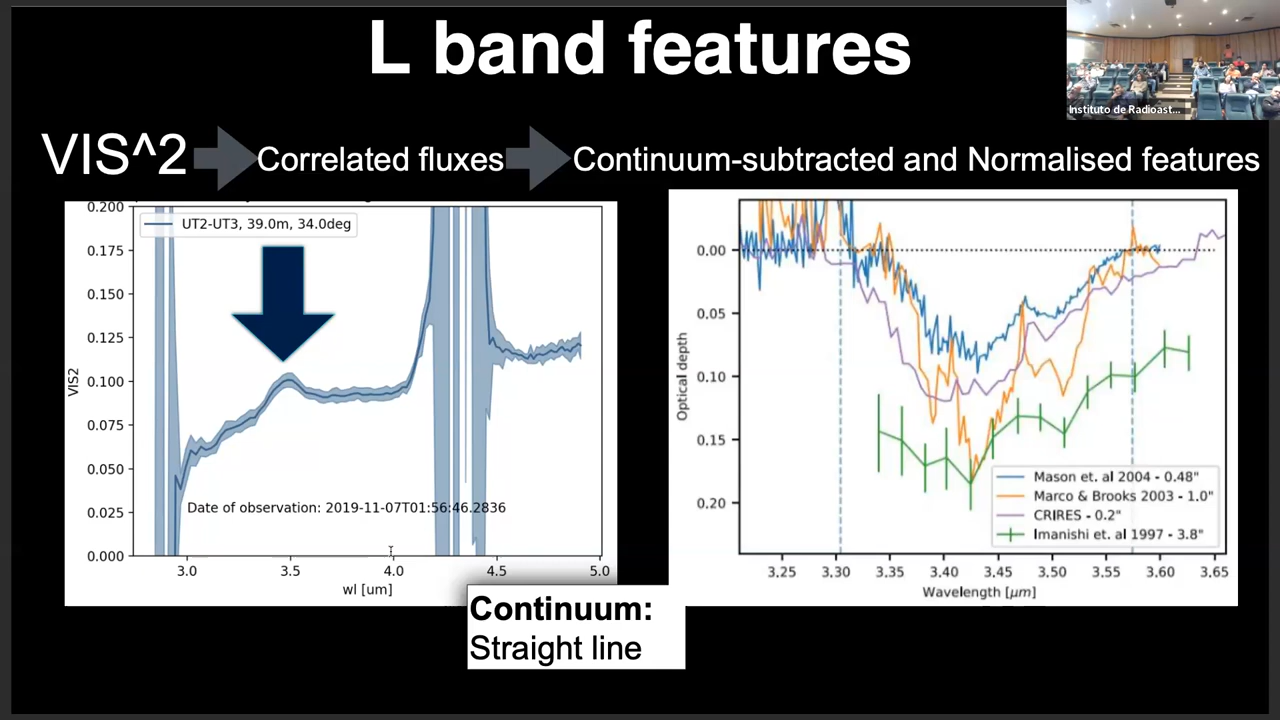 L band features
Instituto de Radioast...
VIS^2
Correlated fluxes
Continuum-subtracted and Normalised features
0.200
0.175
0.150
0.125
0.100
0.075
0.050
0.025
0.000
VIS2
UT2-UT3, 39.0m, 34.0deg
Date of observation: 2019-11-07T01:56:46.2836
3.0 3.5 4.0 4.5 5.0
wl [um]
0.00
0.05
0.10
0.15
0.20
Optical depth
Mason et. al 2004 - 0.48"
Marco & Brooks 2003 - 1.0"
CRIRES - 0.2"
Imanishi et. al 1997 - 3.8"
3.25 3.30 3.35 3.40 3.45 3.50 3.55 3.60 3.65
Wavelength [μm]
Continuum:
Straight line